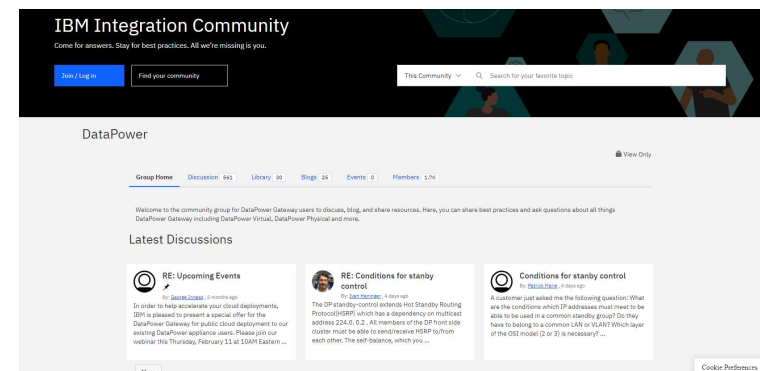 IBM Integration Community
Come for answers. Stay for best practices. All we're missing is you.
Join / Log in
Find your community
This Community
Search for your favorite topic
DataPower
View Only
Group Home
Discussion 661
Library 30
Blogs 25
Events 0
Members 1.7K
Welcome to the community group for DataPower Gateway users to discuss, blog, and share resources. Here, you can share best practices and ask questions about all things
DataPower Gateway including DataPower Virtual, DataPower Physical and more.
Latest Discussions
RE: Upcoming Events
By: George Inness , 3 months ago
In order to help accelerate your cloud deployments,
IBM is pleased to present a special offer for the
DataPower Gateway for public cloud deployment to our
existing DataPower appliance users. Please join our
webinar this Thursday, February 11 at 10AM Eastern ...
RE: Conditions for stanby
control
By: Ivan Heninger , 4 days ago
The DP standby-control extends Hot Standby Routing
Protocol(HSRP) which has a dependency on multicast
address 224.0. 0.2 . All members of the DP front side
cluster must be able to send/receive HSRP to/from
each other. The self-balance, which you ...
Conditions for stanby control
By: Patrick Marie , 4 days ago
A customer just asked me the following question: What
are the conditions which IP addresses must meet to be
able to be used in a common standby group? Do they
have to belong to a common LAN or VLAN? Which layer
of the OSI model (2 or 3) is necessary? ...
Cookie Preferences